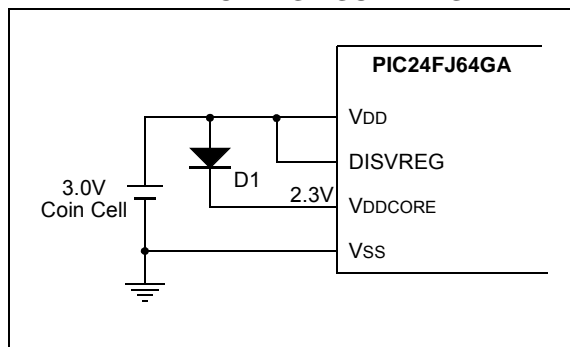 PIC24FJ64GA
VDD
DISVREG
D1
3.0V
Coin Cell
2.3V
VDDCORE
VSS